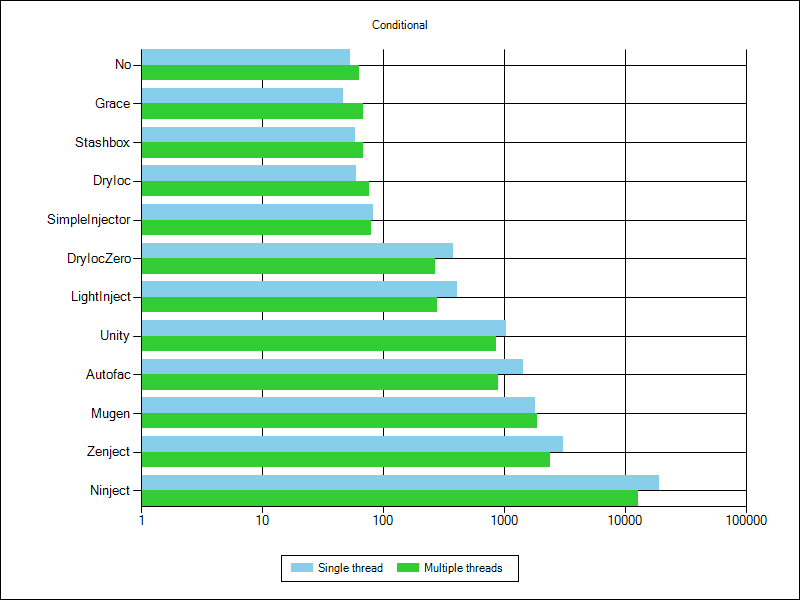 Conditional
No
Grace
Stashbox
DryIoc
SimpleInjector
DryIocZero
LightInject
Unity
Autofac
Mugen
Zenject
Ninject
1 10 100 1000 10000 100000
Single thread Multiple threads